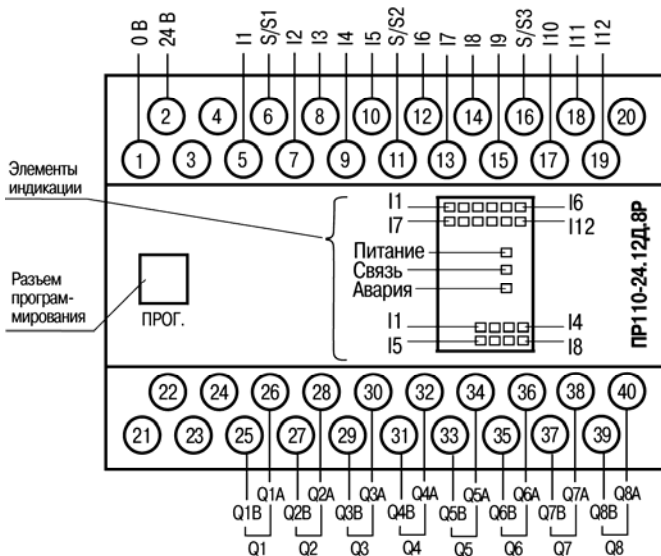 0 В 24 В I1 S/S1 I2 I3 I4 I5 S/S2 I6 I7 I8 I9 S/S3 I10 I11 I12
2 4 6 8 10 12 14 16 18 20
1 3 5 7 9 11 13 15 17 19
Элементы
индикации
I1 I6
I7 I12
Питание
Связь
Авария
I1 I4
I5 I8
Разъем
програм-
мирования
ПРОГ.
ПР110-24.12Д.8Р
22 24 26 28 30 32 34 36 38 40
21 23 25 27 29 31 33 35 37 39
Q1A Q2A Q3A Q4A Q5A Q6A Q7A Q8A
Q1B Q2B Q3B Q4B Q5B Q6B Q7B Q8B
Q1 Q2 Q3 Q4 Q5 Q6 Q7 Q8